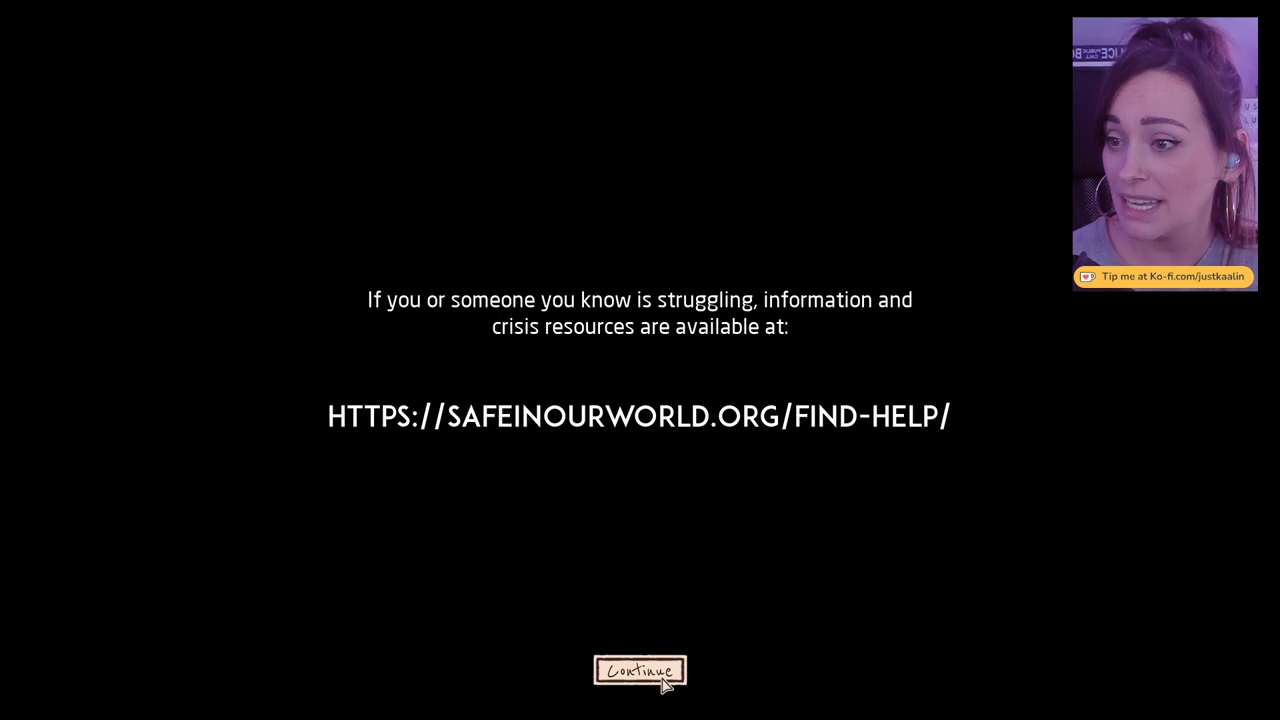 If you or someone you know is struggling, information and
crisis resources are available at:
HTTPS://SAFEINOURWORLD.ORG/FIND-HELP/
Continue
Tip me at Ko-fi.com/justkaalin